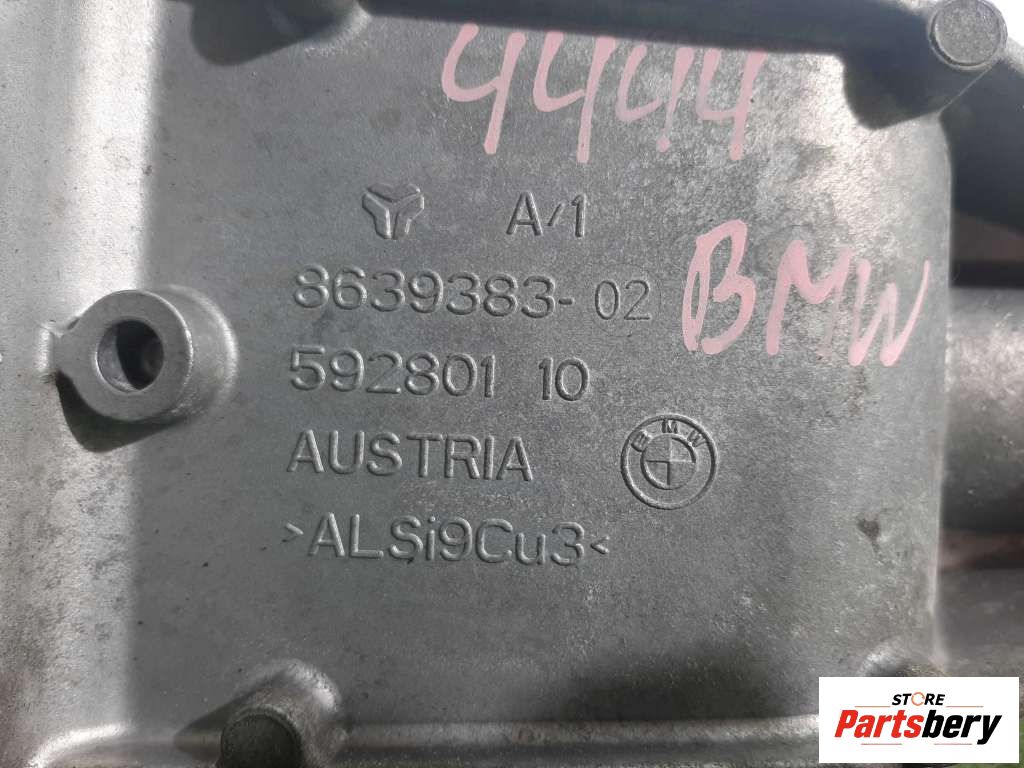 4444
A/1
8639383-02
BMW
592801 10
AUSTRIA
BMW
>ALSi9Cu3<
STORE
Partsbery